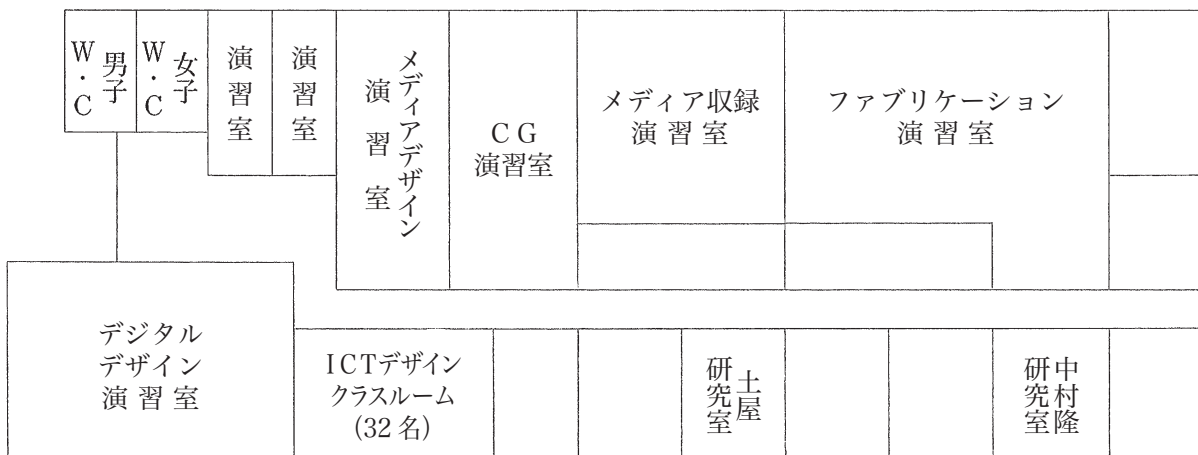 男子
W・C
女子
W・C
演習室
演習室
メディアデザイン
演習室
CG
演習室
メディア収録
演習室
ファブリケーション
演習室
デジタル
デザイン
演習室
ICTデザイン
クラスルーム
(32名)
土屋
研究室
中村隆
研究室